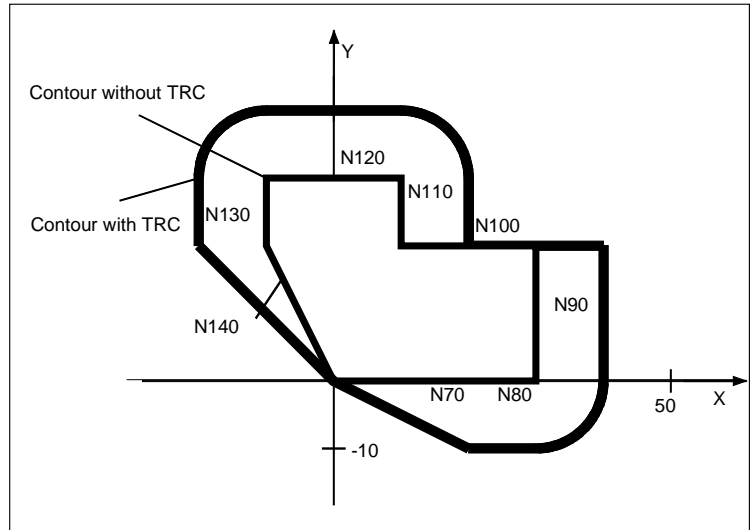 Y
Contour without TRC
N120
N110
N130
Contour with TRC
N100
N90
N140
N70
N80
X
50
-10